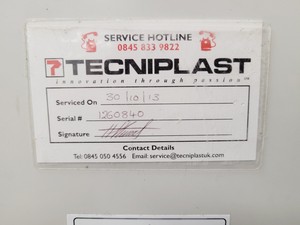 SERVICE HOTLINE
0845 833 9822
TECNIPLAST
innovation through passion
Serviced On 30/10/13
Serial # 1260840
Signature
Contact Details
Tel: 0845 050 4556 Email: service@tecniplastuk.com